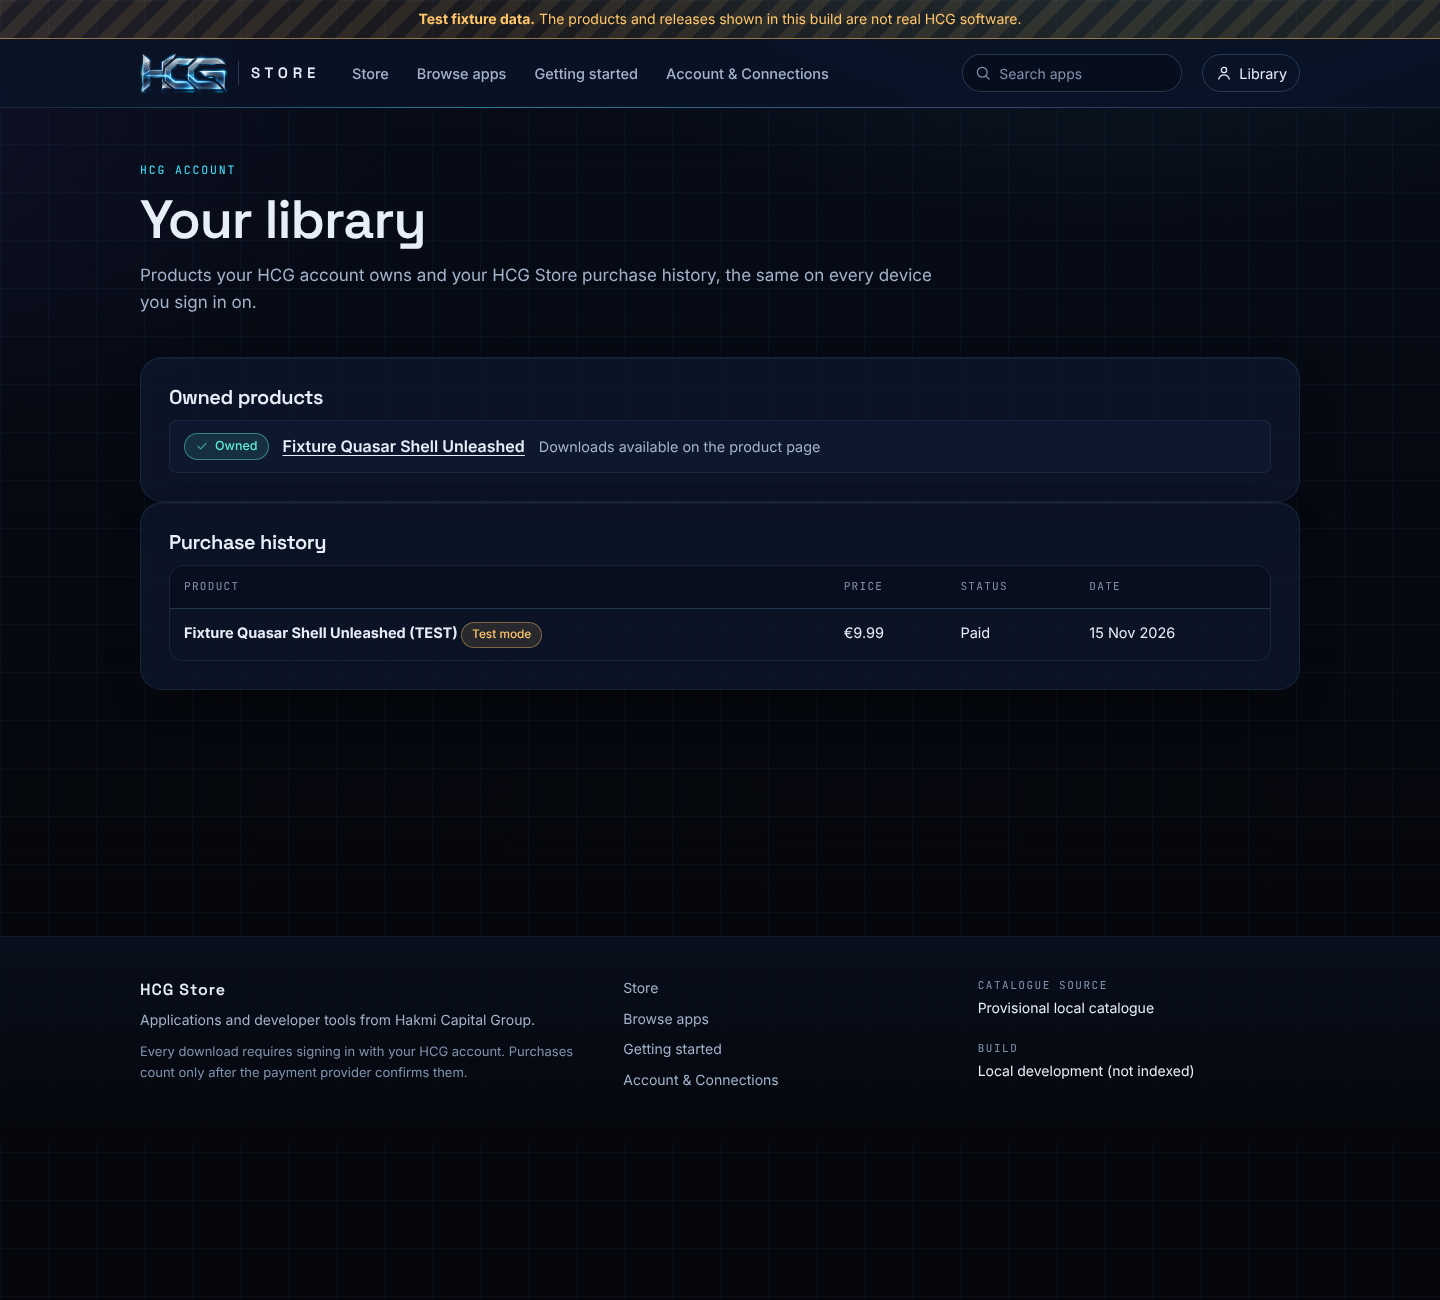 Test fixture data. The products and releases shown in this build are not real HCG software.
HCG STORE Store Browse apps Getting started Account & Connections Search apps Library
HCG ACCOUNT
Your library
Products your HCG account owns and your HCG Store purchase history, the same on every device
you sign in on.
Owned products
Owned Fixture Quasar Shell Unleashed Downloads available on the product page
Purchase history
PRODUCT PRICE STATUS DATE
Fixture Quasar Shell Unleashed (TEST) Test mode €9.99 Paid 15 Nov 2026
HCG Store
Applications and developer tools from Hakmi Capital Group.
Every download requires signing in with your HCG account. Purchases
count only after the payment provider confirms them.
Store
Browse apps
Getting started
Account & Connections
CATALOGUE SOURCE
Provisional local catalogue
BUILD
Local development (not indexed)